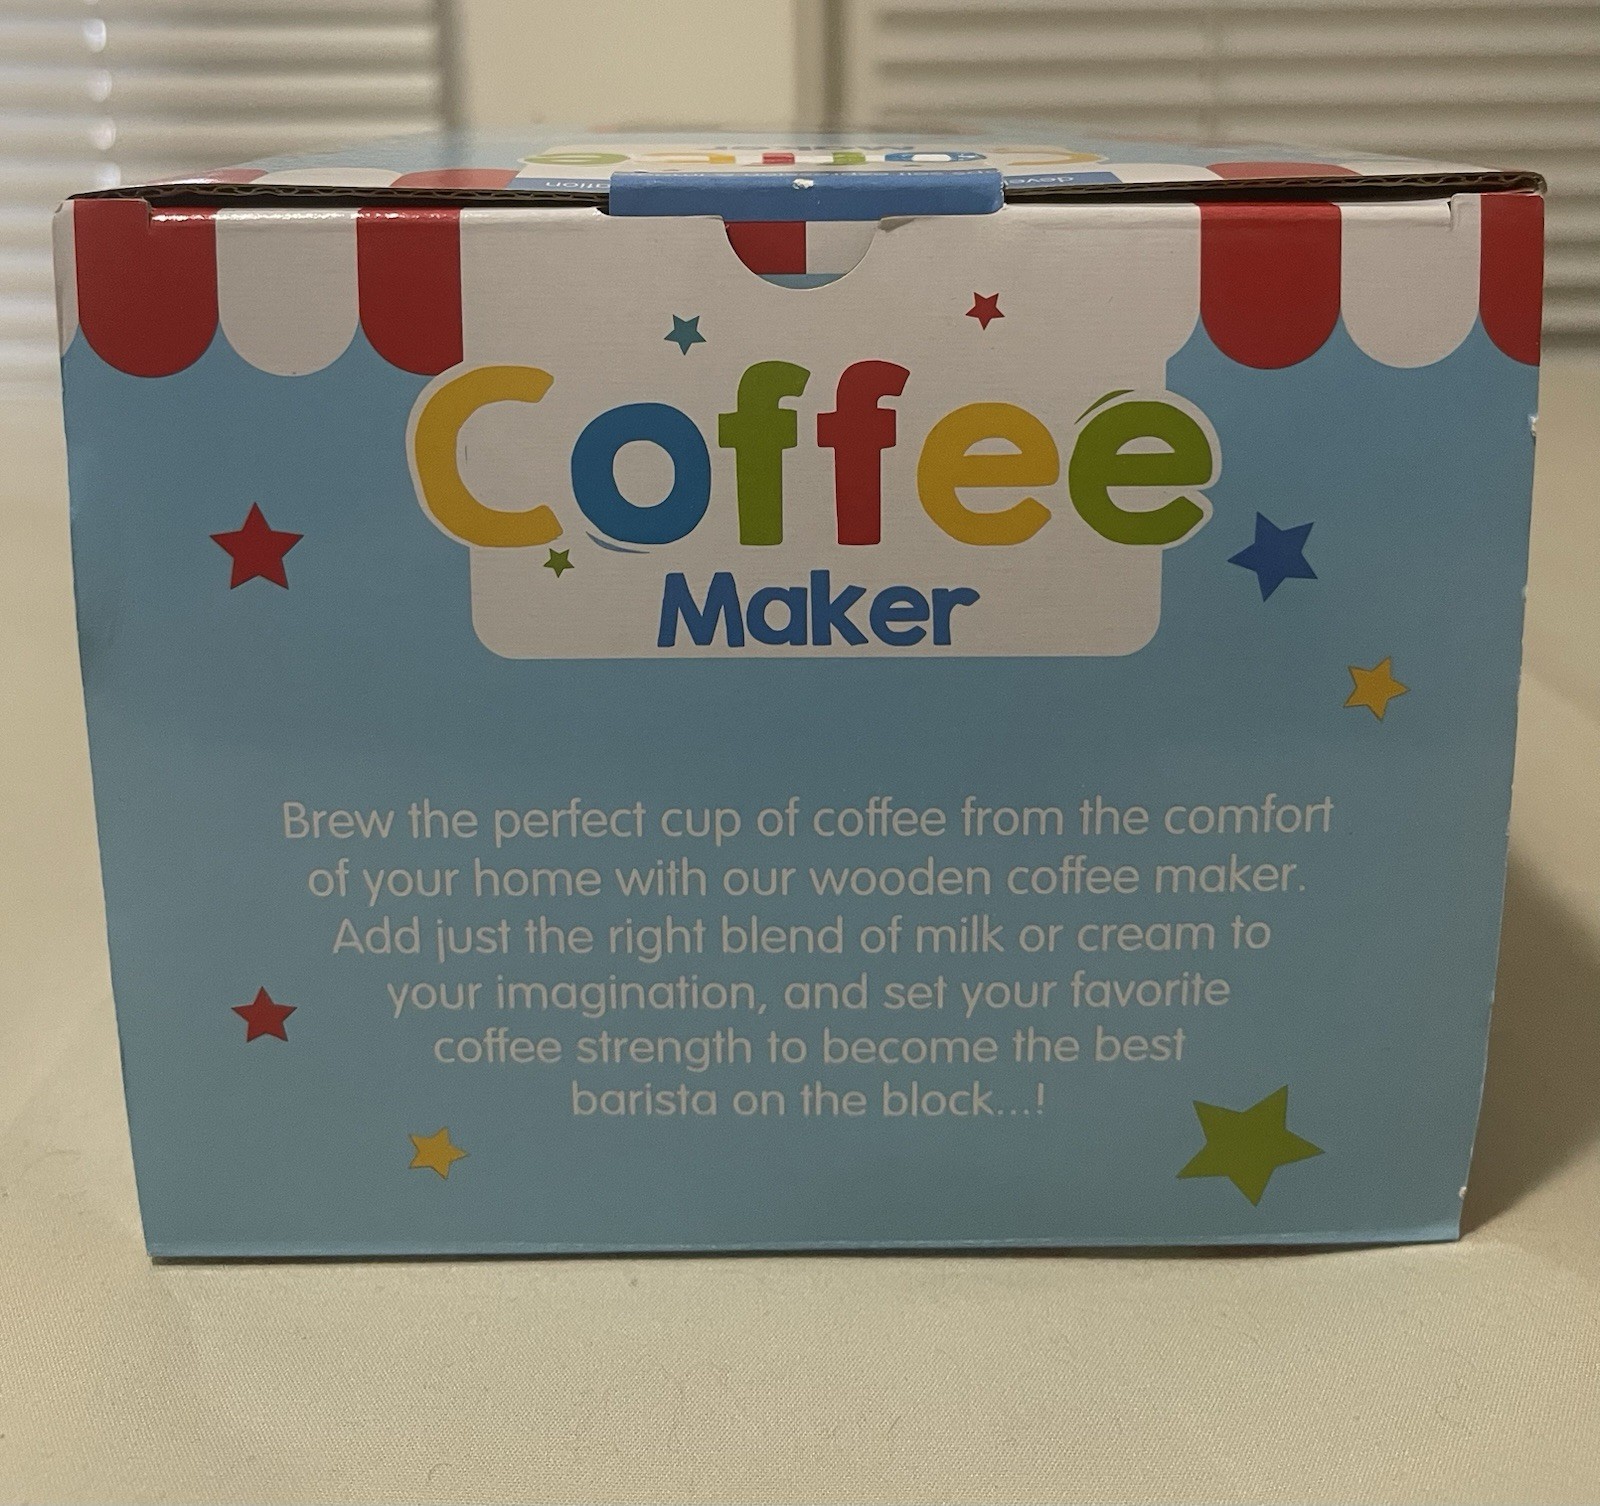 Coffee
Maker
Brew the perfect cup of coffee from the comfort
of your home with our wooden coffee maker.
Add just the right blend of milk or cream to
your imagination, and set your favorite
coffee strength to become the best
barista on the block...!